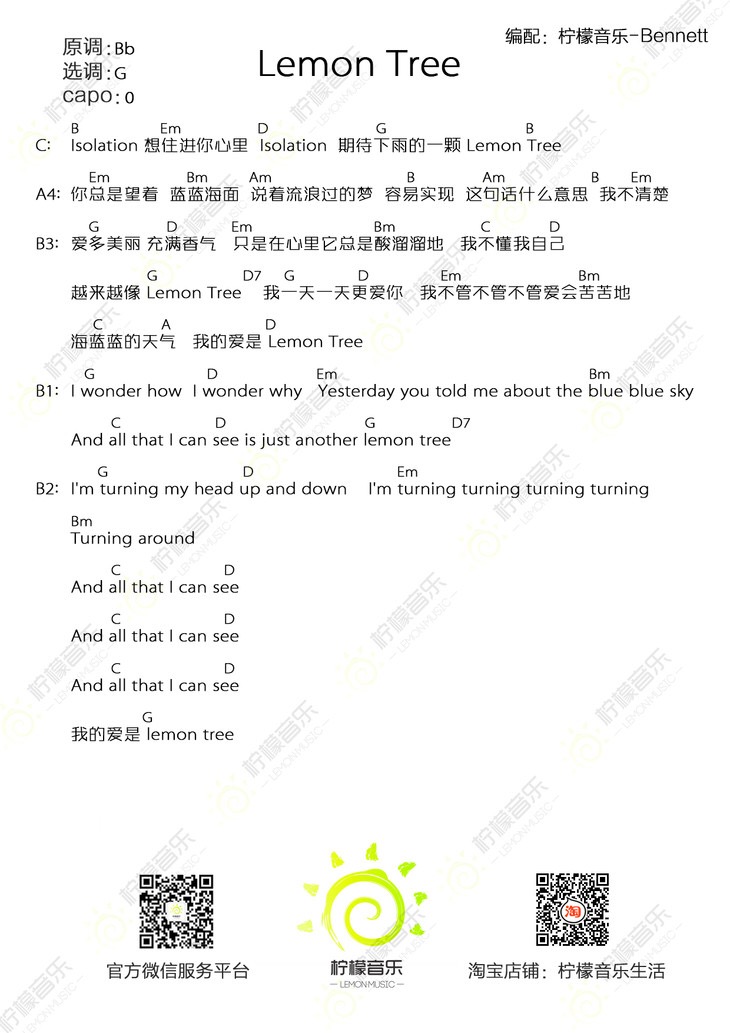 编配：柠檬音乐-Bennett
原调:Bb
选调:G
capo:0
Lemon Tree
B Em D G B
C: Isolation 想住进你心里 Isolation 期待下雨的一颗 Lemon Tree
Em Bm Am B Am B Em
A4: 你总是望着 蓝蓝海面 说着流浪过的梦 容易实现 这句话什么意思 我不清楚
G D Em Bm C D
B3: 爱多美丽 充满香气 只是在心里它总是酸溜溜地 我不懂我自己
G D7 G D Em Bm
越来越像 Lemon Tree 我一天一天更爱你 我不管不管不管爱会苦苦地
C A D
海蓝蓝的天气 我的爱是 Lemon Tree
G D Em Bm
B1: I wonder how I wonder why Yesterday you told me about the blue blue sky
C D G D7
And all that I can see is just another lemon tree
G D Em
B2: I'm turning my head up and down I'm turning turning turning turning
Bm
Turning around
C D
And all that I can see
C D
And all that I can see
C D
And all that I can see
G
我的爱是 lemon tree
淘
柠檬音乐
— LEMON MUSIC —
官方微信服务平台
淘宝店铺：柠檬音乐生活